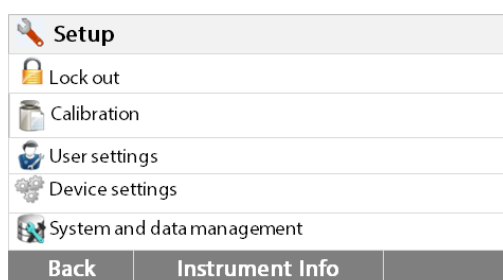 Setup
Lock out
Calibration
User settings
Device settings
System and data management
Back Instrument Info